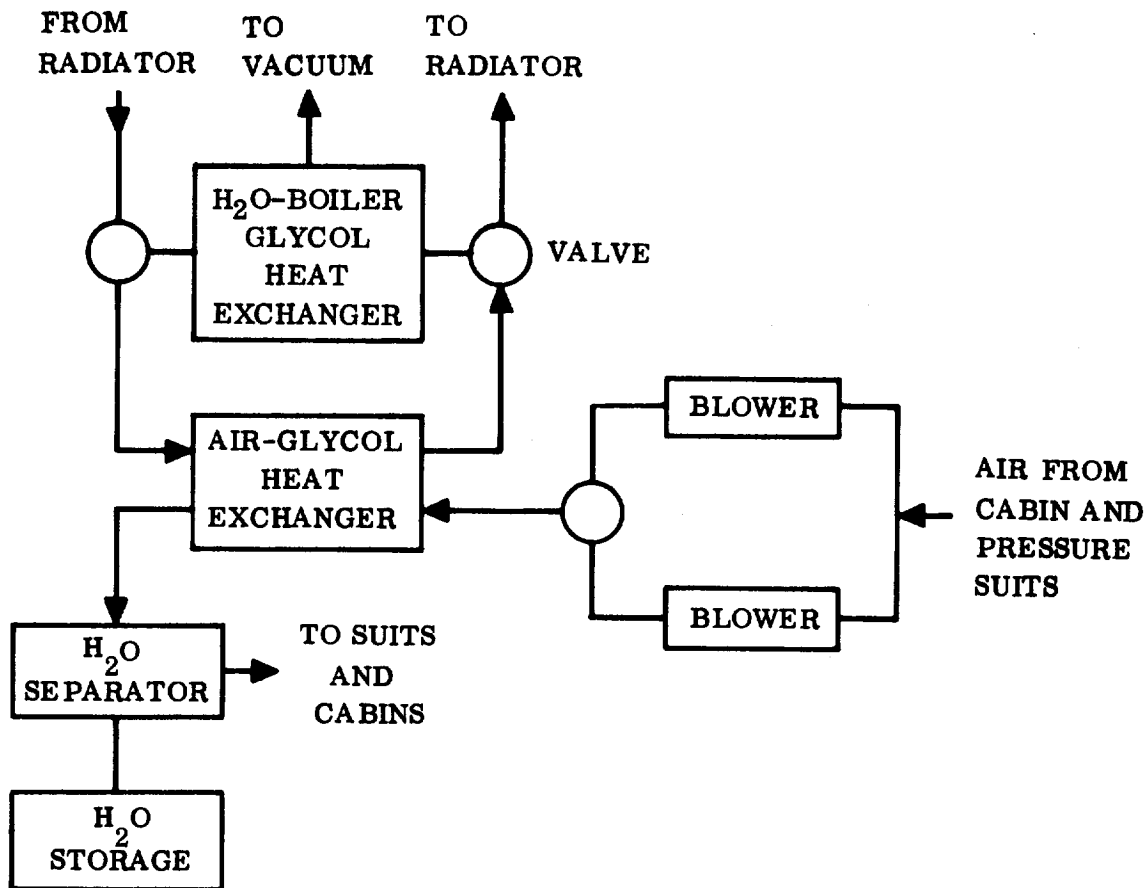 FROM
RADIATOR
TO
VACUUM
TO
RADIATOR
H₂O-BOILER
GLYCOL
HEAT
EXCHANGER
VALVE
AIR-GLYCOL
HEAT
EXCHANGER
BLOWER
BLOWER
AIR FROM
CABIN AND
PRESSURE
SUITS
H₂O
SEPARATOR
TO SUITS
AND
CABINS
H₂O
STORAGE